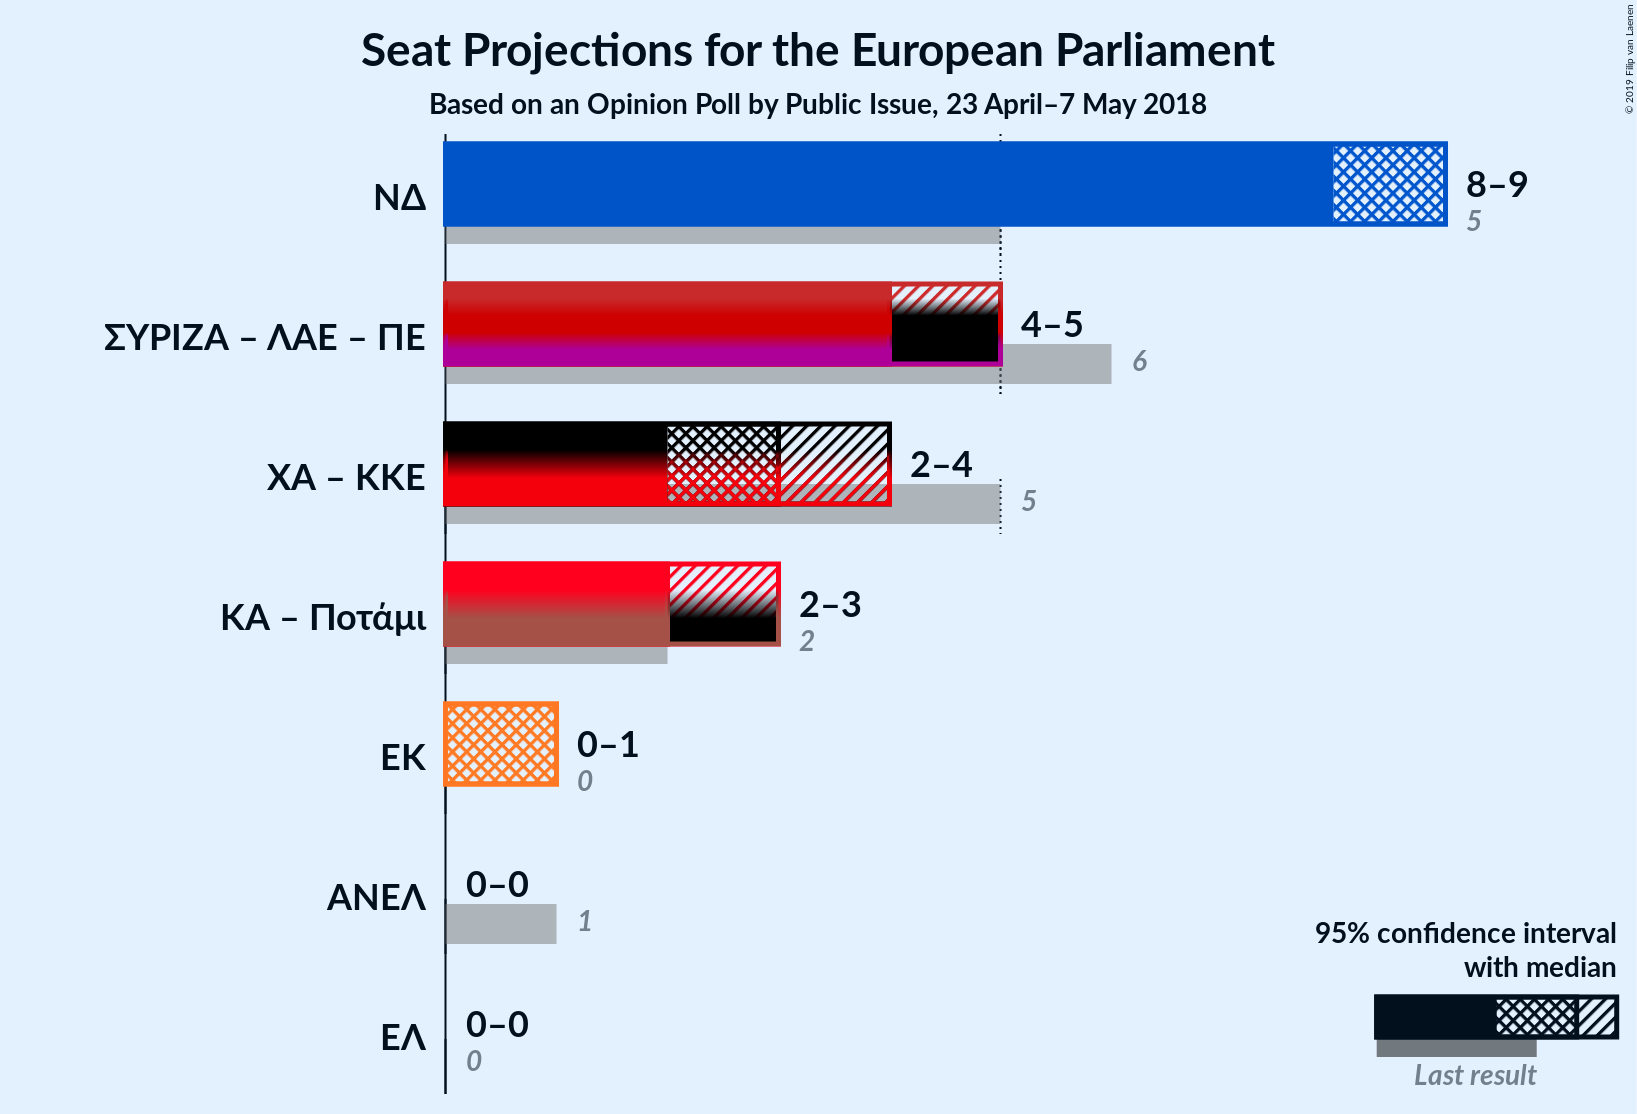 Seat Projections for the European Parliament
Based on an Opinion Poll by Public Issue, 23 April–7 May 2018
© 2019 Filip van Laenen
ΝΔ
8–9
5
ΣΥΡΙΖΑ – ΛΑΕ – ΠΕ
4–5
6
ΧΑ – ΚΚΕ
2–4
5
ΚΑ – Ποτάμι
2–3
2
ΕΚ
0–1
0
ΑΝΕΛ
0–0
1
ΕΛ
0–0
0
95% confidence interval
with median
Last result